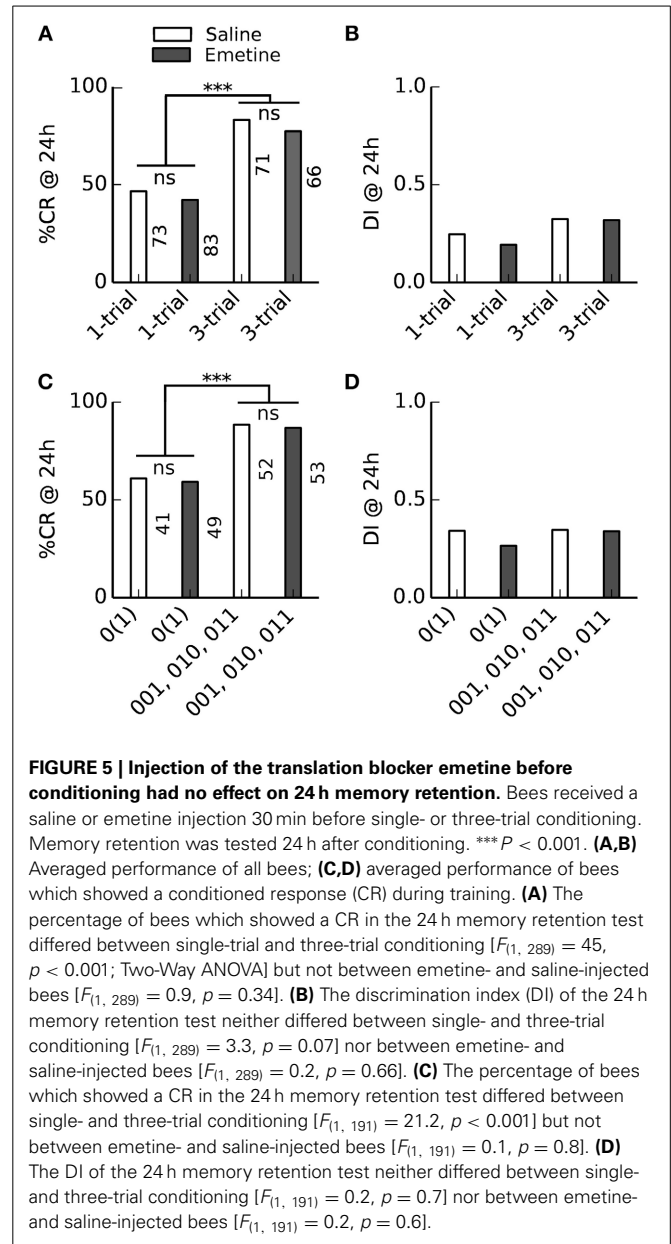 A
Saline
Emetine
B
100
50
0
%CR @ 24h
***
ns
ns
73
83
71
66
1-trial
1-trial
3-trial
3-trial
1.0
0.5
0.0
DI @ 24h
1-trial
1-trial
3-trial
3-trial
C
100
50
0
%CR @ 24h
***
ns
ns
41
49
52
53
0(1)
0(1)
001, 010, 011
001, 010, 011
D
1.0
0.5
0.0
DI @ 24h
0(1)
0(1)
001, 010, 011
001, 010, 011
FIGURE 5 | Injection of the translation blocker emetine before
conditioning had no effect on 24 h memory retention. Bees received a
saline or emetine injection 30 min before single- or three-trial conditioning.
Memory retention was tested 24 h after conditioning. ***P < 0.001. (A,B)
Averaged performance of all bees; (C,D) averaged performance of bees
which showed a conditioned response (CR) during training. (A) The
percentage of bees which showed a CR in the 24 h memory retention test
differed between single-trial and three-trial conditioning [F(1, 289) = 45,
p < 0.001; Two-Way ANOVA] but not between emetine- and saline-injected
bees [F(1, 289) = 0.9, p = 0.34]. (B) The discrimination index (DI) of the 24 h
memory retention test neither differed between single- and three-trial
conditioning [F(1, 289) = 3.3, p = 0.07] nor between emetine- and
saline-injected bees [F(1, 289) = 0.2, p = 0.66]. (C) The percentage of bees
which showed a CR in the 24 h memory retention test differed between
single- and three-trial conditioning [F(1, 191) = 21.2, p < 0.001] but not
between emetine- and saline-injected bees [F(1, 191) = 0.1, p = 0.8]. (D)
The DI of the 24 h memory retention test neither differed between single-
and three-trial conditioning [F(1, 191) = 0.2, p = 0.7] nor between emetine-
and saline-injected bees [F(1, 191) = 0.2, p = 0.6].